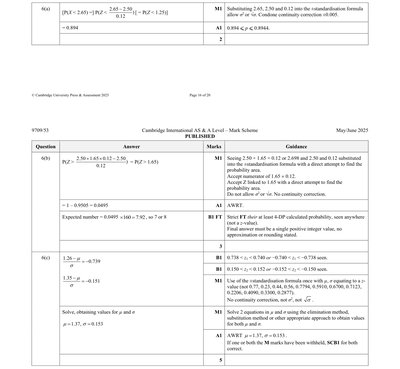 6(a)
[P(X < 2.65) =] P(Z < (2.65 − 2.50)/0.12) [= P(Z < 1.25)]
M1
Substituting 2.65, 2.50 and 0.12 into the ±standardisation formula
allow σ² or √σ. Condone continuity correction ±0.005.
= 0.894
A1
0.894 ⩽ p ⩽ 0.8944.
2
© Cambridge University Press & Assessment 2025
Page 16 of 20
9709/53
Cambridge International AS & A Level – Mark Scheme
May/June 2025
PUBLISHED
Question
Answer
Marks
Guidance
6(b)
P(Z > (2.50 + 1.65 × 0.12 − 2.50)/0.12) = P(Z > 1.65)
M1
Seeing 2.50 + 1.65 × 0.12 or 2.698 and 2.50 and 0.12 substituted
into the ±standardisation formula with a direct attempt to find the
probability area.
Accept numerator of 1.65 × 0.12.
Accept Z linked to 1.65 with a direct attempt to find the
probability area.
Do not allow σ² or √σ. No continuity correction.
= 1 – 0.9505 = 0.0495
A1
AWRT.
Expected number = 0.0495 × 160 = 7.92, so 7 or 8
B1 FT
Strict FT their at least 4-DP calculated probability, seen anywhere
(not a z-value).
Final answer must be a single positive integer value, no
approximation or rounding stated.
3
6(c)
(1.26 − μ)/σ = −0.739
B1
0.738 < z₁ < 0.740 or −0.740 < z₁ < −0.738 seen.
(1.35 − μ)/σ = −0.151
B1
0.150 < z₂ < 0.152 or −0.152 < z₂ < −0.150 seen.
M1
Use of the ±standardisation formula once with μ, σ equating to a z-
value (not 0.77, 0.23, 0.44, 0.56, 0.7794, 0.5910, 0.6700, 0.7123,
0.2206, 0.4090, 0.3300, 0.2877).
No continuity correction, not σ², not √σ.
Solve, obtaining values for μ and σ
M1
Solve 2 equations in μ and σ using the elimination method,
substitution method or other appropriate approach to obtain values
for both μ and σ.
μ = 1.37, σ = 0.153
A1
AWRT μ = 1.37, σ = 0.153.
If one or both the M marks have been withheld, SCB1 for both
correct.
5